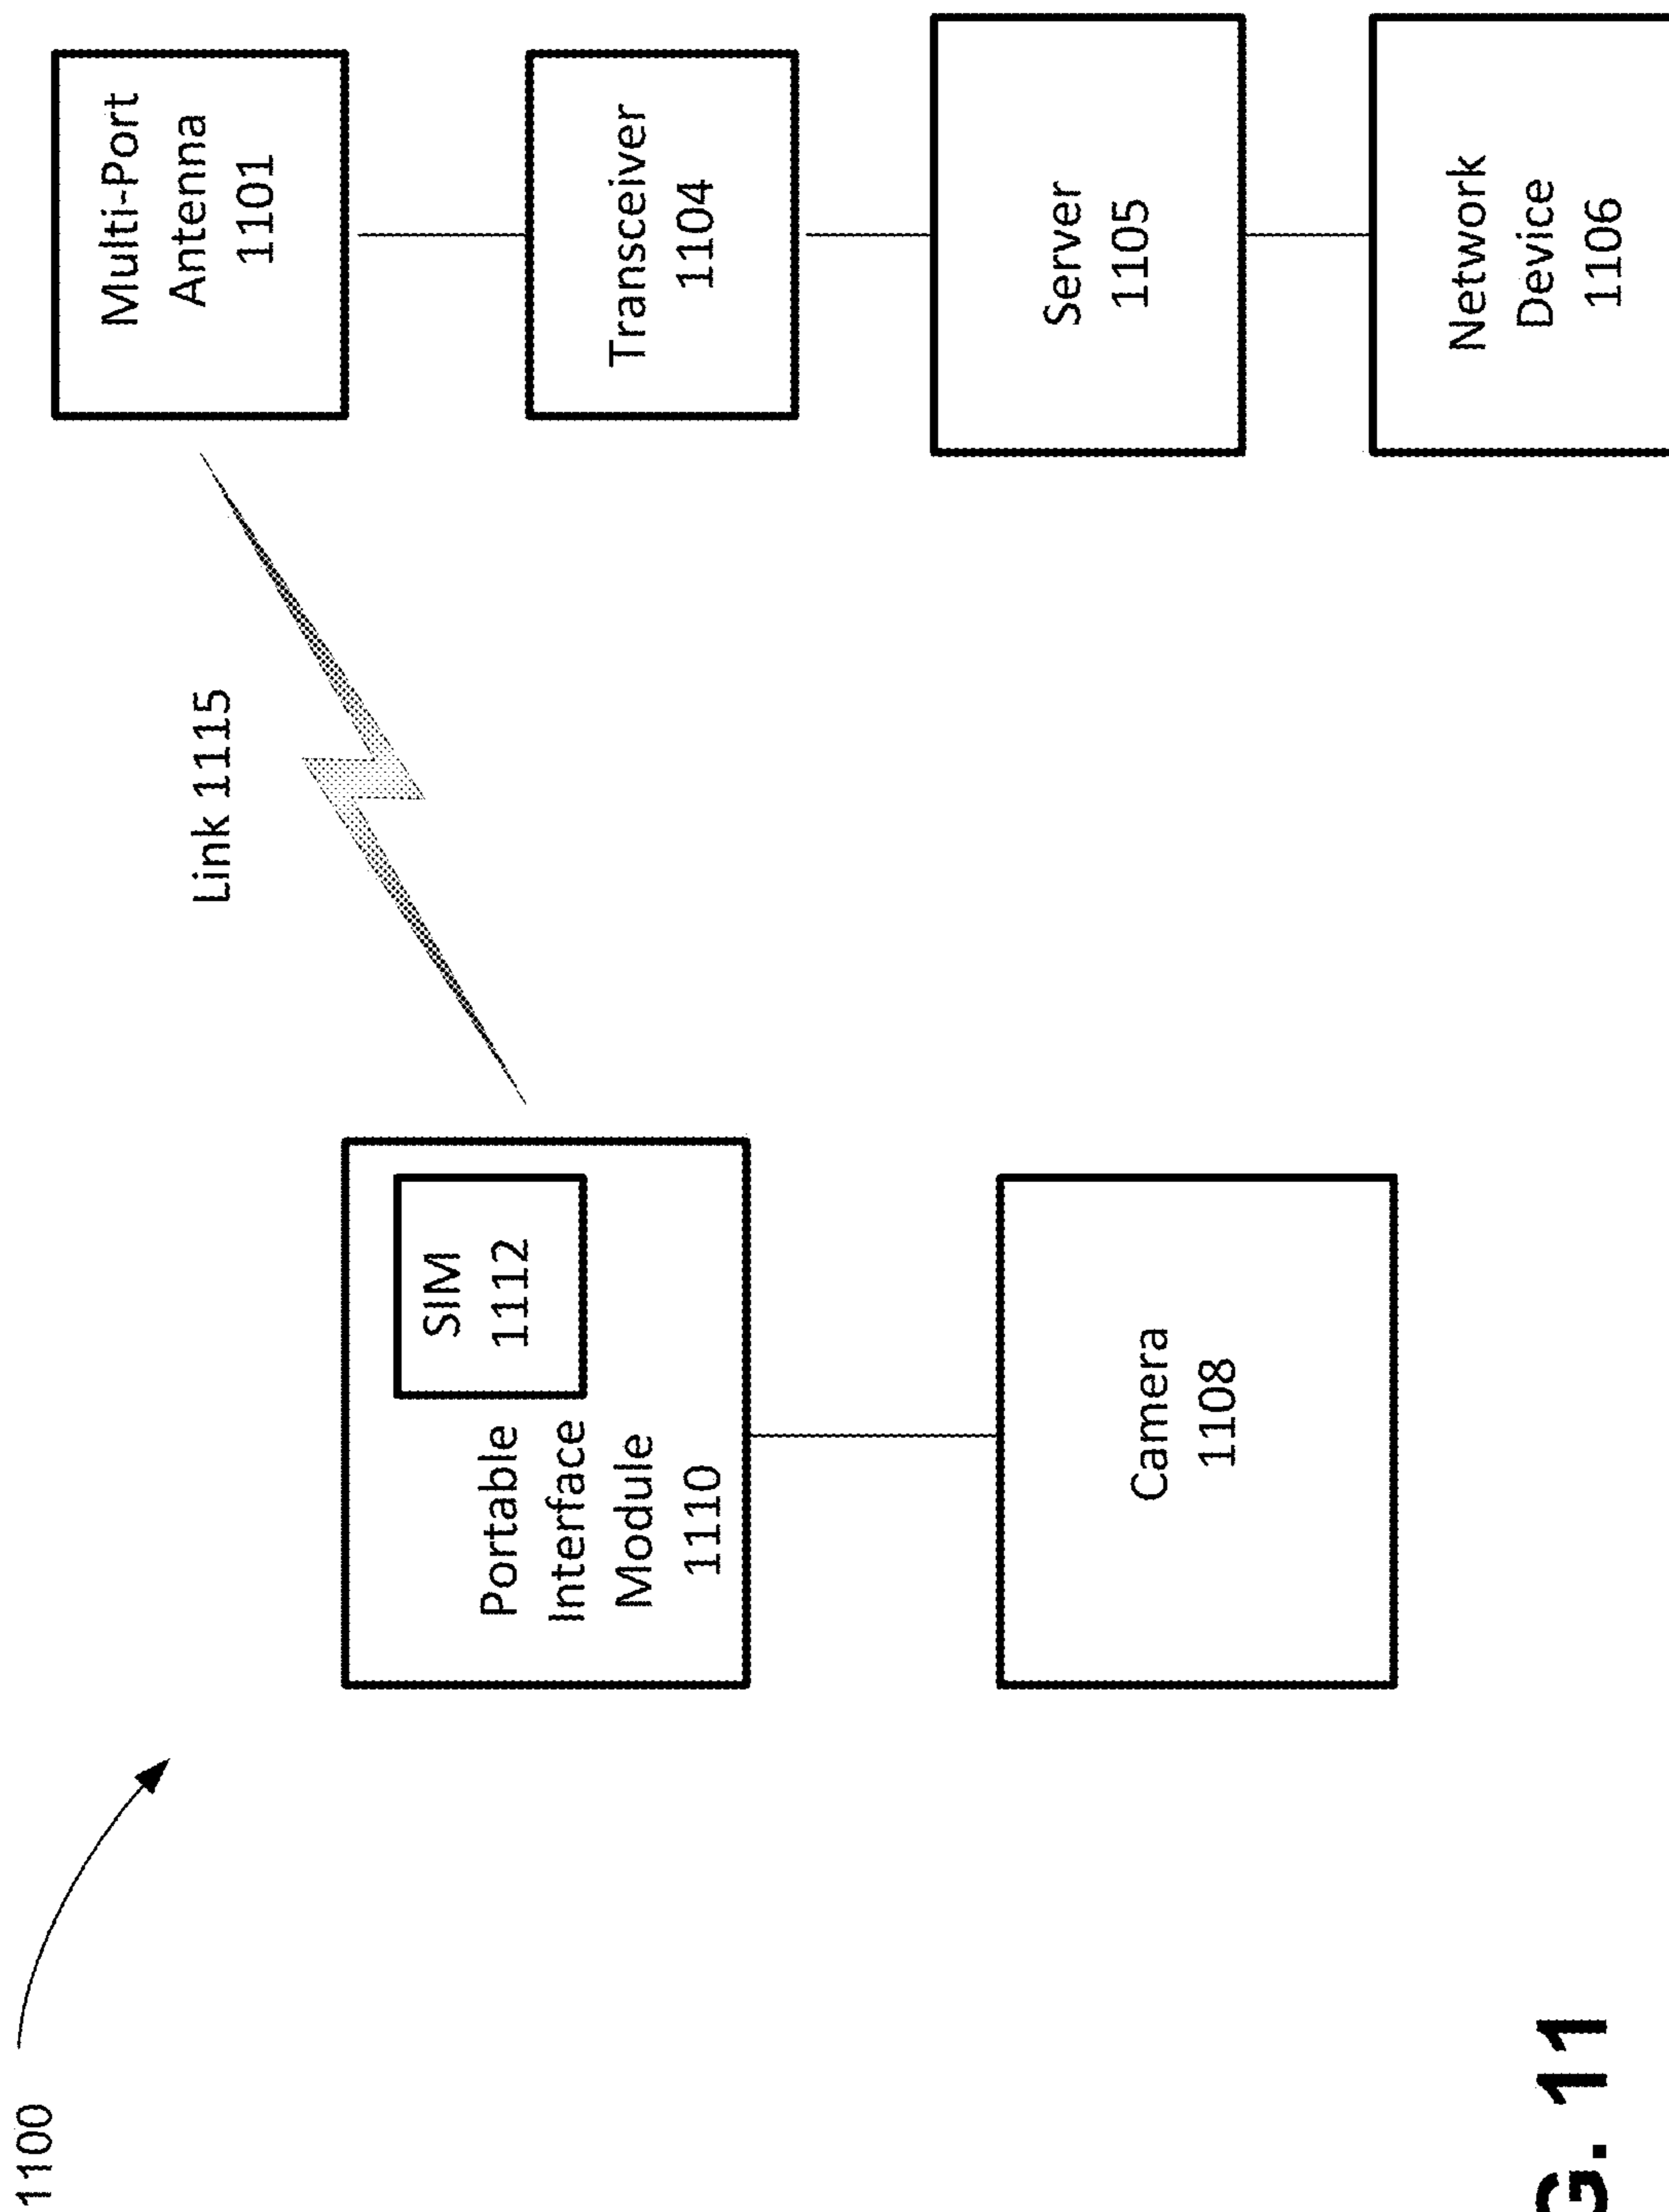 1100
Link 1115
Multi-Port
Antenna
1101
SIM
1112
Portable
Interface
Module
1110
Transceiver
1104
Camera
1108
Server
1105
Network
Device
1106
G. 11